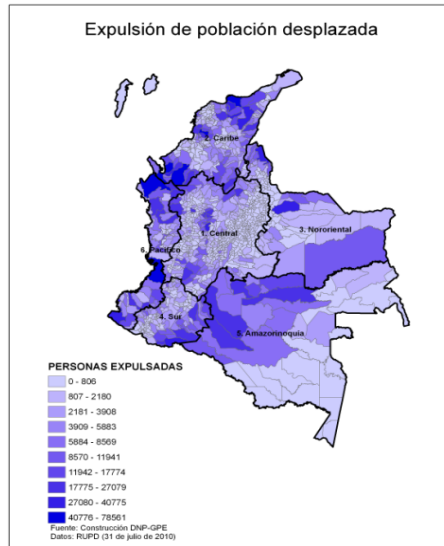 Expulsión de población desplazada
2. Caribe
1. Central
3. Nororiental
6. Pacífico
4. Sur
5. Amazorinoquia
PERSONAS EXPULSADAS
0 - 806
807 - 2180
2181 - 3908
3909 - 5883
5884 - 8569
8570 - 11941
11942 - 17774
17775 - 27079
27080 - 40775
40776 - 78561
Fuente: Construcción DNP-GPE
Datos: RUPD (31 de julio de 2010)